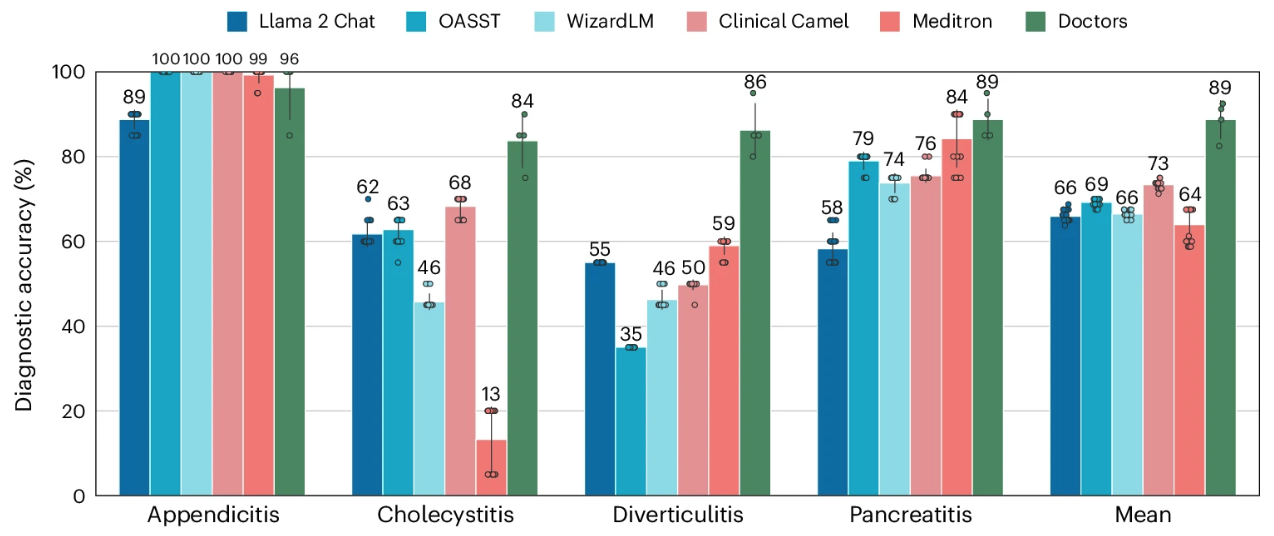 Llama 2 Chat OASST WizardLM Clinical Camel Meditron Doctors
Diagnostic accuracy (%)
100
80
60
40
20
0
89 100 100 100 99 96
62 63 46 68 13 84
55 35 46 50 59 86
58 79 74 76 84 89
66 69 66 73 64 89
Appendicitis Cholecystitis Diverticulitis Pancreatitis Mean